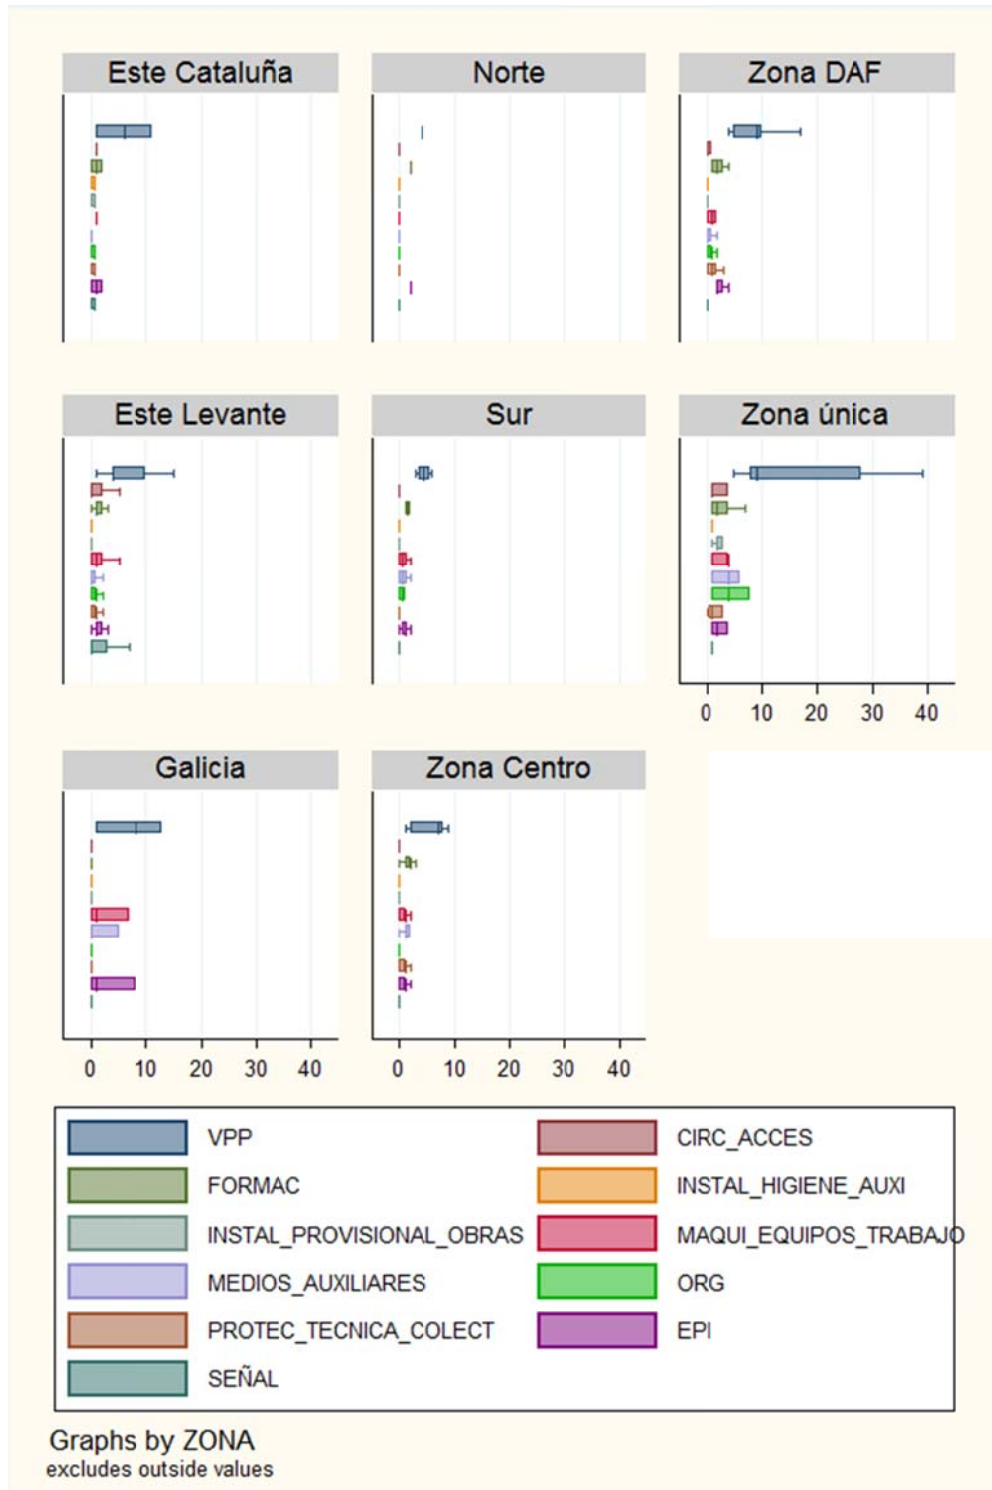 Este Cataluña
Norte
Zona DAF
Este Levante
Sur
Zona única
0 10 20 30 40
Galicia
Zona Centro
0 10 20 30 40
0 10 20 30 40
VPP
CIRC_ACCES
FORMAC
INSTAL_HIGIENE_AUXI
INSTAL_PROVISIONAL_OBRAS
MAQUI_EQUIPOS_TRABAJO
MEDIOS_AUXILIARES
ORG
PROTEC_TECNICA_COLECT
EPI
SEÑAL
Graphs by ZONA
excludes outside values